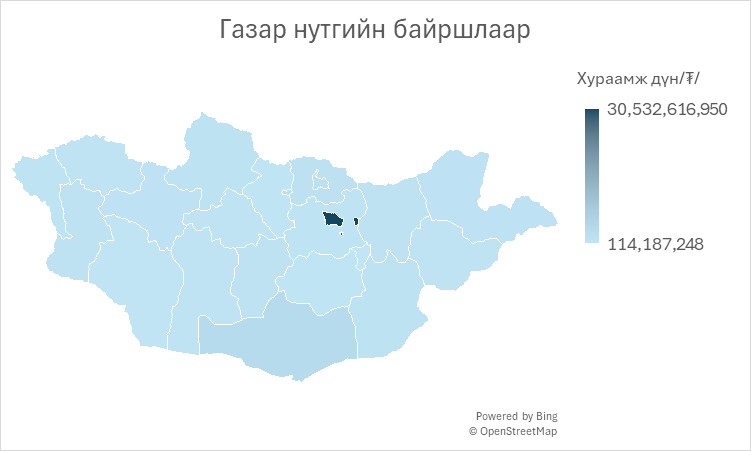 Газар нутгийн байршлаар
Хураамж дүн/₮/
30,532,616,950
114,187,248
Powered by Bing
© OpenStreetMap